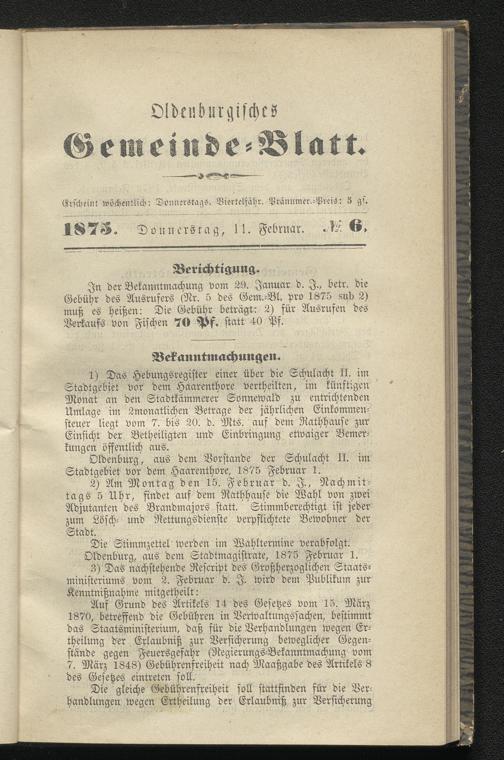 Oldenburgisches
Gemeinde-Blatt.
Erscheint wöchentlich: Donnerstags. Vierteljähr. Pränumer.-Preis: 5 gs.
1875. Donnerstag, 11. Februar. № 6.
Berichtigung.
In der Bekanntmachung vom 29. Januar d. J., betr. die
Gebühr des Ausrufers (Nr. 5 des Gem.-Bl. pro 1875 sub 2)
muß es heißen: Die Gebühr beträgt: 2) für Ausrufen des
Verkaufs von Fischen 70 Pf. statt 40 Pf.
Bekanntmachungen.
1) Das Hebungsregister einer über die Schulacht II. im
Stadtgebiet vor dem Haarenthore vertheilten, im künftigen
Monat an den Stadtkämmerer Sonnewald zu entrichtenden
Umlage im 2monatlichen Betrage der jährlichen Einkommen-
steuer liegt vom 7. bis 20. d. Mts. auf dem Rathhause zur
Einsicht der Betheiligten und Einbringung etwaiger Bemer-
kungen öffentlich aus.
Oldenburg, aus dem Vorstande der Schulacht II. im
Stadtgebiet vor dem Haarenthore, 1875 Februar 1.
2) Am Montag den 15. Februar d. J., Nachmit-
tags 5 Uhr, findet auf dem Rathhause die Wahl von zwei
Adjutanten des Brandmajors statt. Stimmberechtigt ist jeder
zum Lösch- und Rettungsdienste verpflichtete Bewohner der
Stadt.
Die Stimmzettel werden im Wahltermine verabfolgt.
Oldenburg, aus dem Stadtmagistrate, 1875 Februar 1.
3) Das nachstehende Rescript des Großherzoglichen Staats-
ministeriums vom 2. Februar d. J. wird dem Publikum zur
Kenntnißnahme mitgetheilt:
Auf Grund des Artikels 14 des Gesetzes vom 15. März
1870, betreffend die Gebühren in Verwaltungssachen, bestimmt
das Staatsministerium, daß für die Verhandlungen wegen Er-
theilung der Erlaubniß zur Versicherung beweglicher Gegen-
stände gegen Feuersgefahr (Regierungs-Bekanntmachung vom
7. März 1848) Gebührenfreiheit nach Maaßgabe des Artikels 8
des Gesetzes eintreten soll.
Die gleiche Gebührenfreiheit soll stattfinden für die Ver-
handlungen wegen Ertheilung der Erlaubniß zur Versicherung